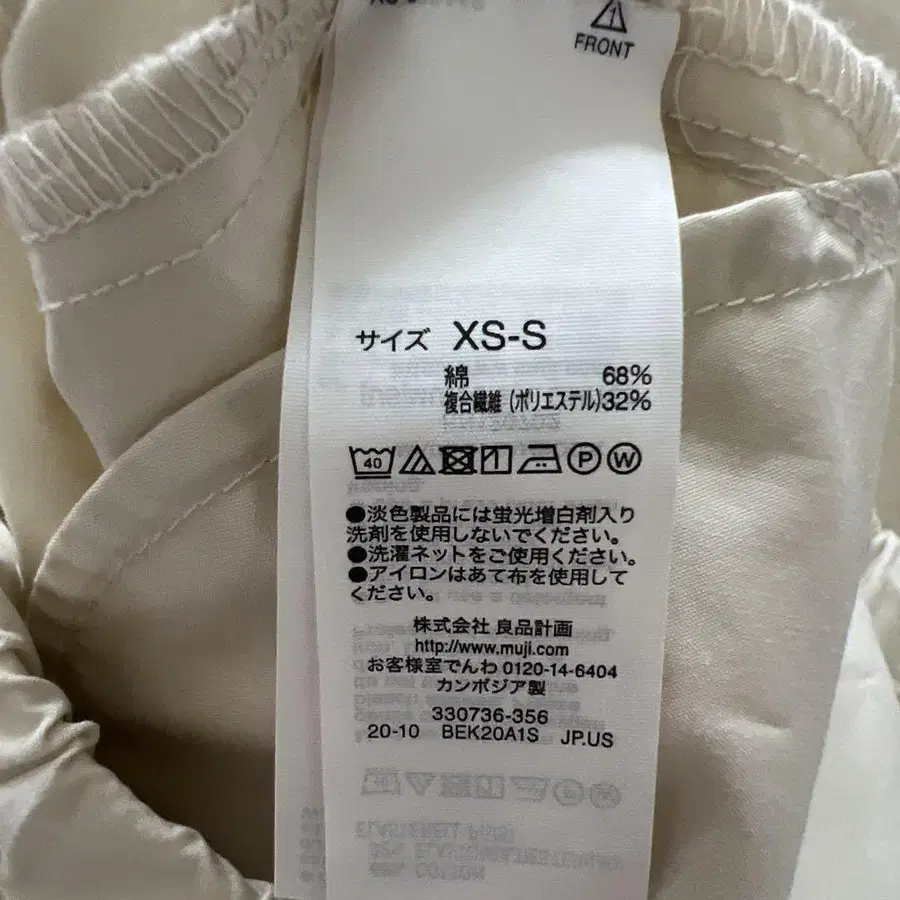 FRONT
サイズ XS-S
綿 68%
複合繊維 (ポリエステル)32%
40 P W
●淡色製品には蛍光増白剤入り
洗剤を使用しないでください。
●洗濯ネットをご使用ください。
●アイロンはあて布を使用して
ください。
株式会社 良品計画
http://www.muji.com
お客様室でんわ 0120-14-6404
カンボジア製
330736-356
20-10 BEK20A1S JP.US